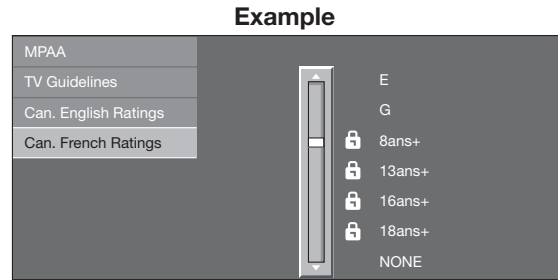 Example
MPAA
TV Guidelines
Can. English Ratings
Can. French Ratings
E
G
8ans+
13ans+
16ans+
18ans+
NONE